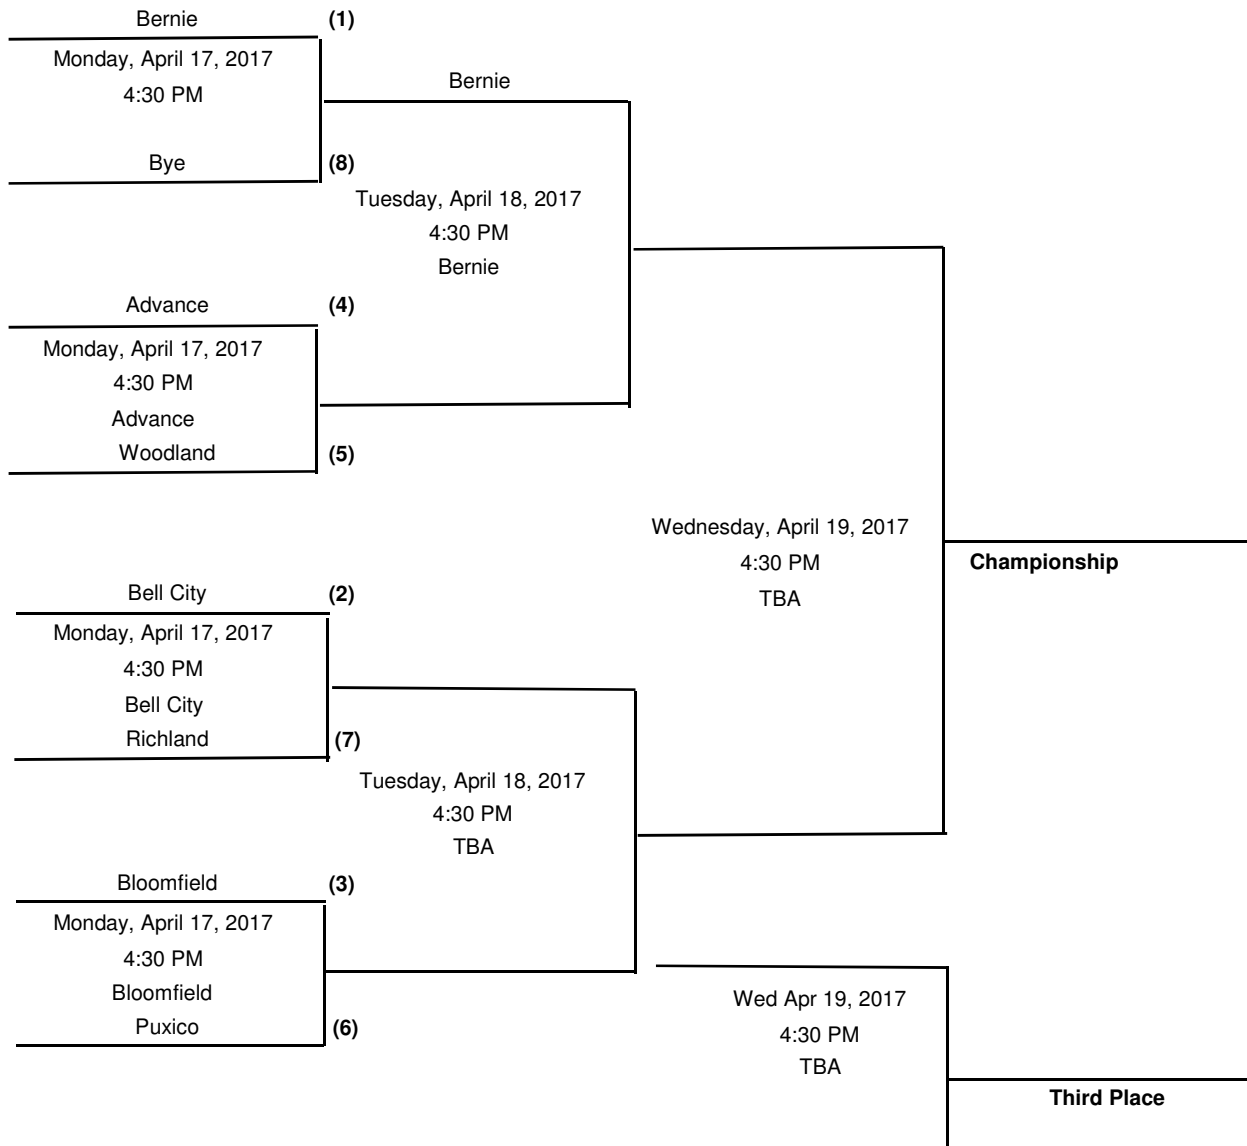 Bernie (1)
Monday, April 17, 2017
4:30 PM
Bye (8)
Bernie
Tuesday, April 18, 2017
4:30 PM
Bernie
Advance (4)
Monday, April 17, 2017
4:30 PM
Advance
Woodland (5)
Wednesday, April 19, 2017
4:30 PM
TBA
Championship
Bell City (2)
Monday, April 17, 2017
4:30 PM
Bell City
Richland (7)
Tuesday, April 18, 2017
4:30 PM
TBA
Bloomfield (3)
Monday, April 17, 2017
4:30 PM
Bloomfield
Puxico (6)
Wed Apr 19, 2017
4:30 PM
TBA
Third Place